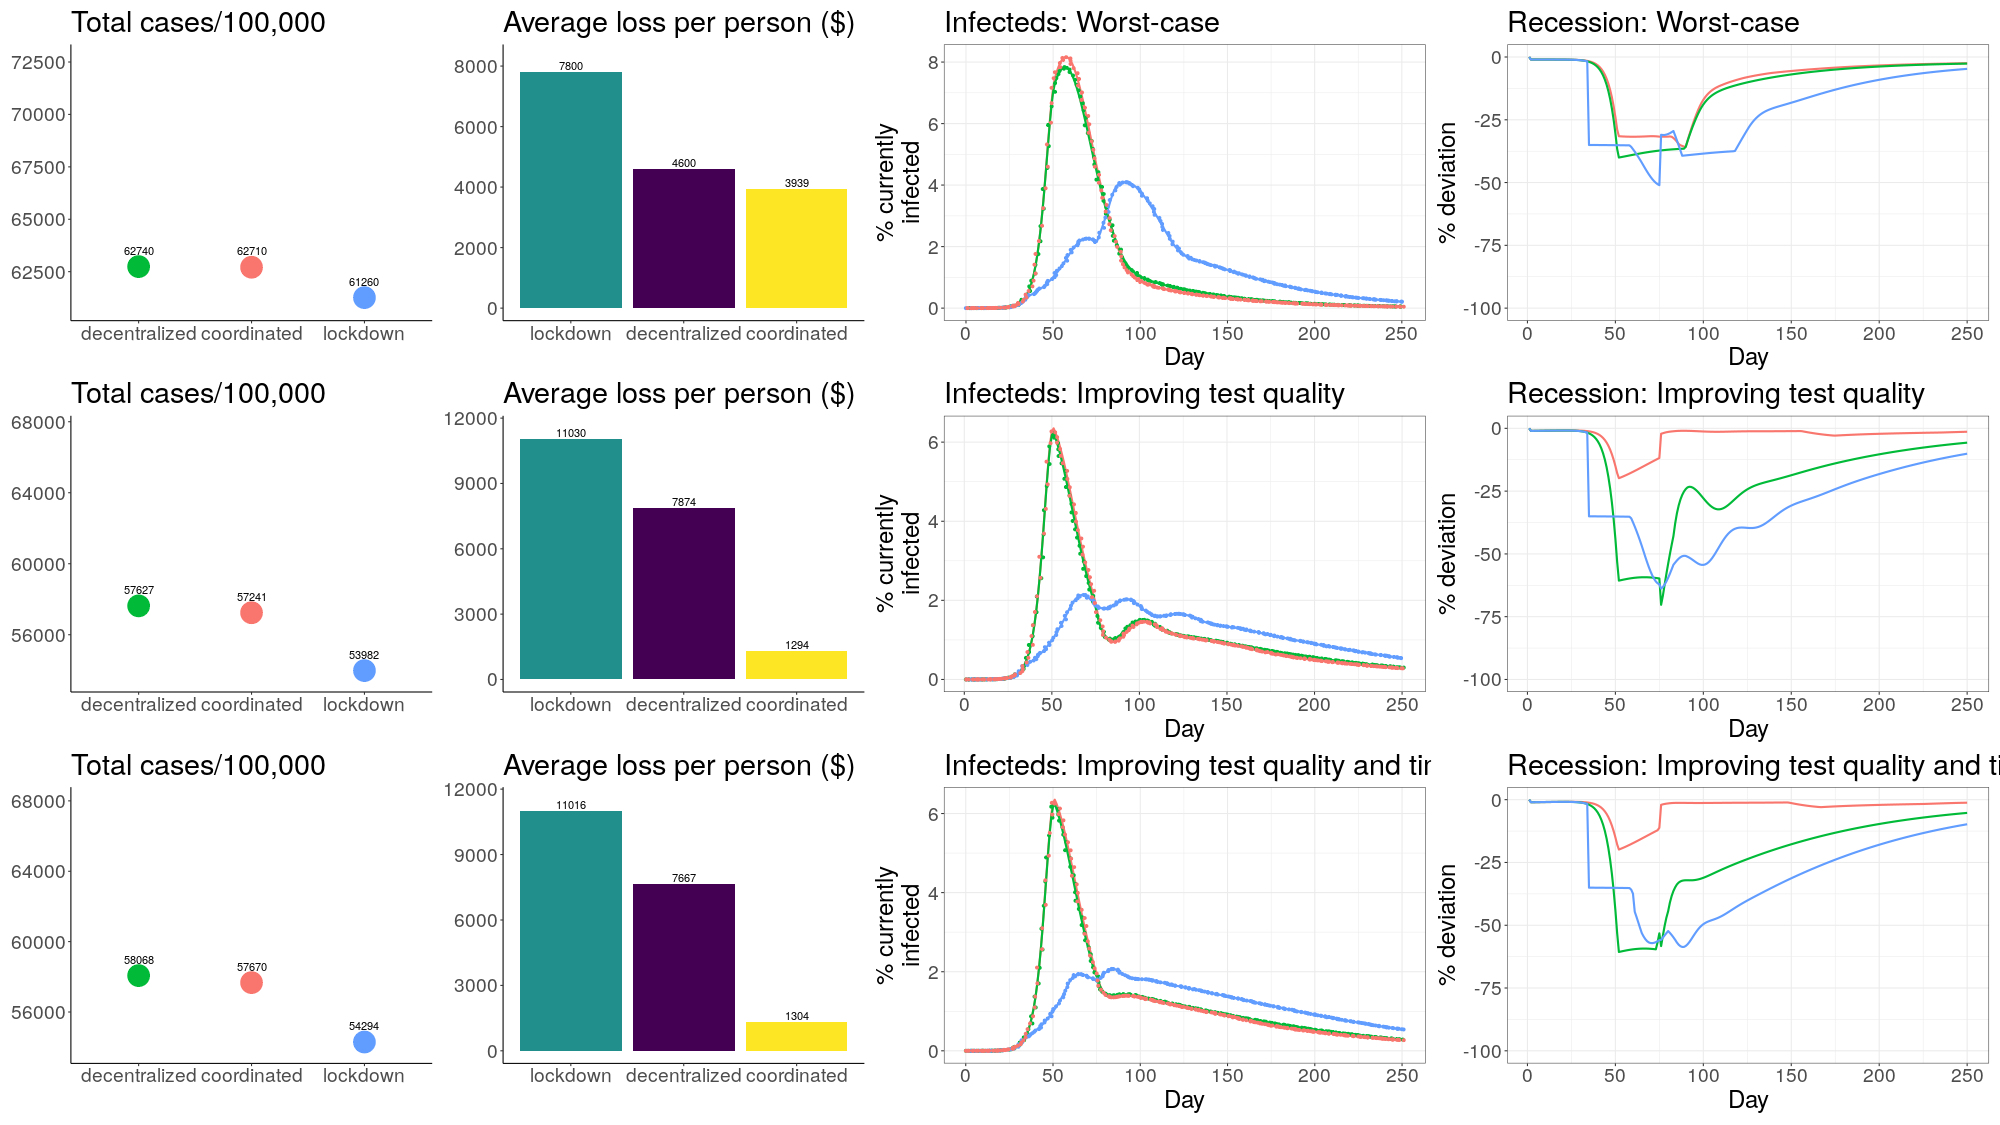 Total cases/100,000
72500
70000
67500
65000
62500
62740
62710
61260
decentralized coordinated lockdown
Average loss per person ($)
8000
6000
4000
2000
0
7800
4600
3939
lockdown decentralized coordinated
Infecteds: Worst-case
% currently
infected
8
6
4
2
0
0 50 100 150 200 250
Day
Recession: Worst-case
% deviation
0
-25
-50
-75
-100
0 50 100 150 200 250
Day
Total cases/100,000
68000
64000
60000
56000
57627
57241
53982
decentralized coordinated lockdown
Average loss per person ($)
12000
9000
6000
3000
0
11030
7874
1294
lockdown decentralized coordinated
Infecteds: Improving test quality
% currently
infected
6
4
2
0
0 50 100 150 200 250
Day
Recession: Improving test quality
% deviation
0
-25
-50
-75
-100
0 50 100 150 200 250
Day
Total cases/100,000
68000
64000
60000
56000
58068
57670
54294
decentralized coordinated lockdown
Average loss per person ($)
12000
9000
6000
3000
0
11016
7667
1304
lockdown decentralized coordinated
Infecteds: Improving test quality and
% currently
infected
6
4
2
0
0 50 100 150 200 250
Day
Recession: Improving test quality and
% deviation
0
-25
-50
-75
-100
0 50 100 150 200 250
Day